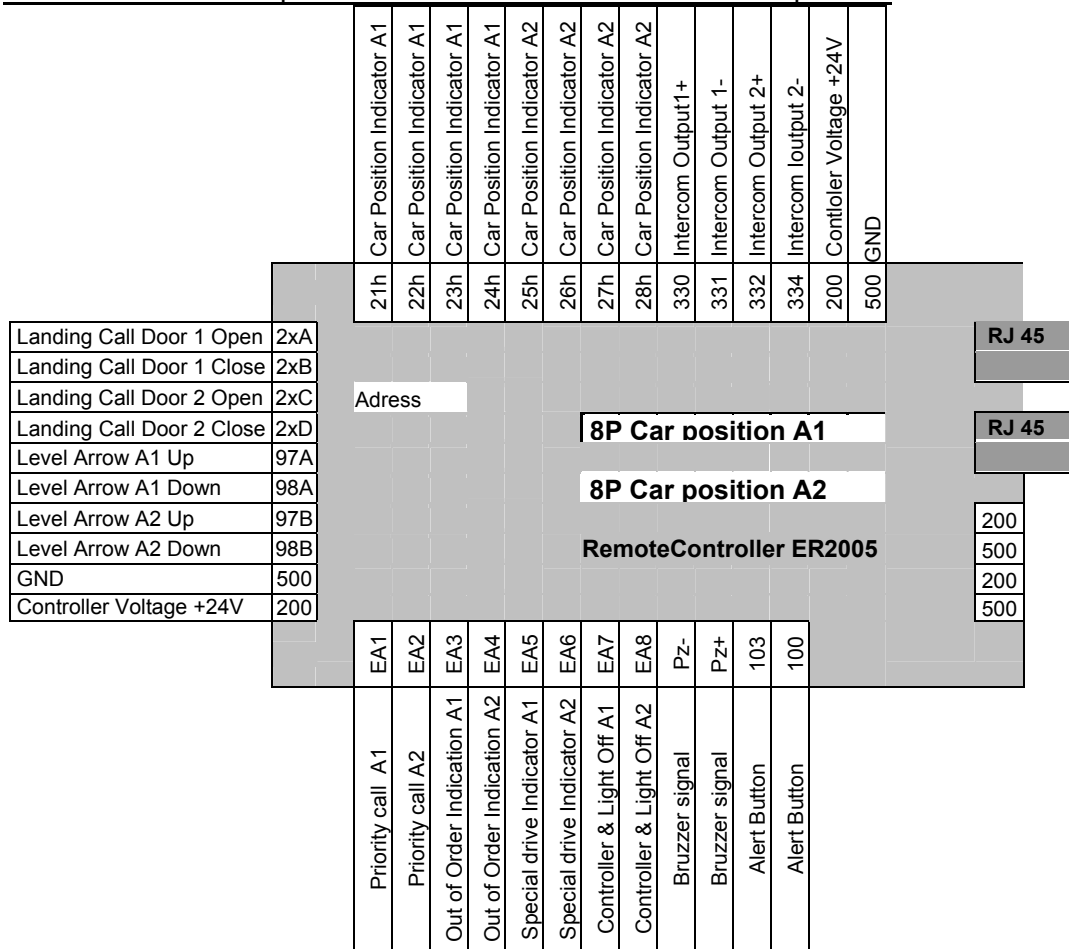 Car Position Indicator A1
Car Position Indicator A1
Car Position Indicator A1
Car Position Indicator A1
Car Position Indicator A2
Car Position Indicator A2
Car Position Indicator A2
Car Position Indicator A2
Intercom Output1+
Intercom Output 1-
Intercom Output 2+
Intercom Ioutput 2-
Contloler Voltage +24V
GND
21h
22h
23h
24h
25h
26h
27h
28h
330
331
332
334
200
500
Landing Call Door 1 Open 2xA
Landing Call Door 1 Close 2xB
Landing Call Door 2 Open 2xC
Landing Call Door 2 Close 2xD
Level Arrow A1 Up 97A
Level Arrow A1 Down 98A
Level Arrow A2 Up 97B
Level Arrow A2 Down 98B
GND 500
Controller Voltage +24V 200
Adress
8P Car position A1
8P Car position A2
RemoteController ER2005
RJ 45
RJ 45
200
500
200
500
EA1
EA2
EA3
EA4
EA5
EA6
EA7
EA8
Pz-
Pz+
103
100
Priority call A1
Priority call A2
Out of Order Indication A1
Out of Order Indication A2
Special drive Indicator A1
Special drive Indicator A2
Controller & Light Off A1
Controller & Light Off A2
Bruzzer signal
Bruzzer signal
Alert Button
Alert Button